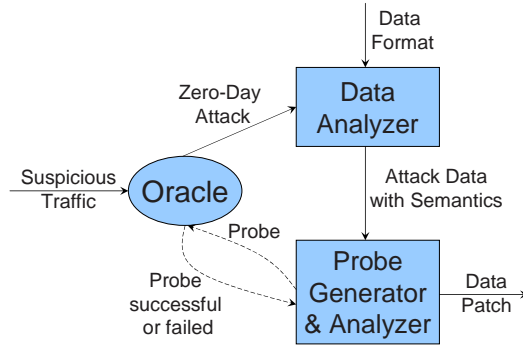 Data
Format
Zero-Day
Attack
Data
Analyzer
Suspicious
Traffic
Oracle
Attack Data
with Semantics
Probe
Probe
successful
or failed
Probe
Generator
& Analyzer
Data
Patch